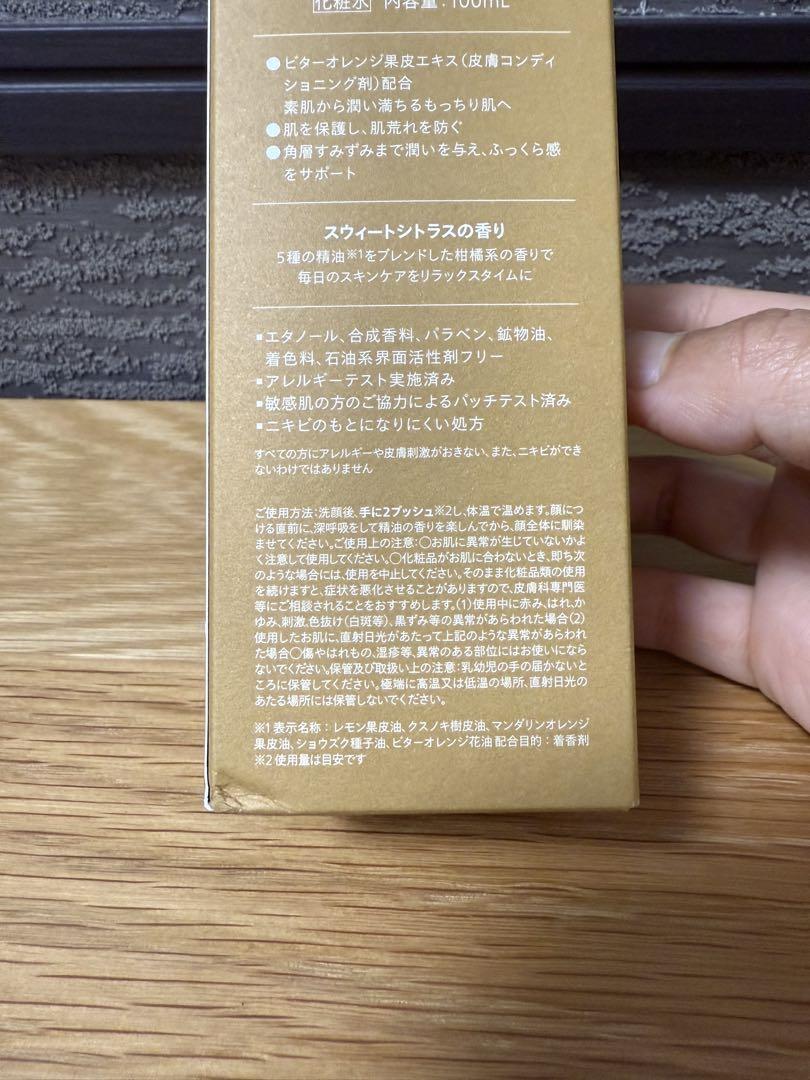 化粧水 内容量：100mL
●ビターオレンジ果皮エキス（皮膚コンディ
ショニング剤）配合
素肌から潤い満ちるもっちり肌へ
●肌を保護し、肌荒れを防ぐ
●角層すみずみまで潤いを与え、ふっくら感
をサポート
スウィートシトラスの香り
5種の精油※1をブレンドした柑橘系の香りで
毎日のスキンケアをリラックスタイムに
▪エタノール、合成香料、パラベン、鉱物油、
着色料、石油系界面活性剤フリー
▪アレルギーテスト実施済み
▪敏感肌の方のご協力によるパッチテスト済み
▪ニキビのもとになりにくい処方
すべての方にアレルギーや皮膚刺激がおきない、また、ニキビができ
ないわけではありません
ご使用方法：洗顔後、手に2プッシュ※2し、体温で温めます。顔につ
ける直前に、深呼吸をして精油の香りを楽しんでから、顔全体に馴染
ませてください。ご使用上の注意：○お肌に異常が生じていないかよ
く注意して使用してください。○化粧品がお肌に合わないとき、即ち次
のような場合には、使用を中止してください。そのまま化粧品類の使用
を続けますと、症状を悪化させることがありますので、皮膚科専門医
等にご相談されることをおすすめします。（1）使用中に赤み、はれ、か
ゆみ、刺激、色抜け（白斑等）、黒ずみ等の異常があらわれた場合（2）
使用したお肌に、直射日光があたって上記のような異常があらわれ
た場合○傷やはれもの、湿疹等、異常のある部位にはお使いになら
ないでください。保管及び取扱い上の注意：乳幼児の手の届かないと
ころに保管してください。極端に高温又は低温の場所、直射日光の
あたる場所には保管しないでください。
※1 表示名称：レモン果皮油、クスノキ樹皮油、マンダリンオレンジ
果皮油、ショウズク種子油、ビターオレンジ花油 配合目的：着香剤
※2 使用量は目安です